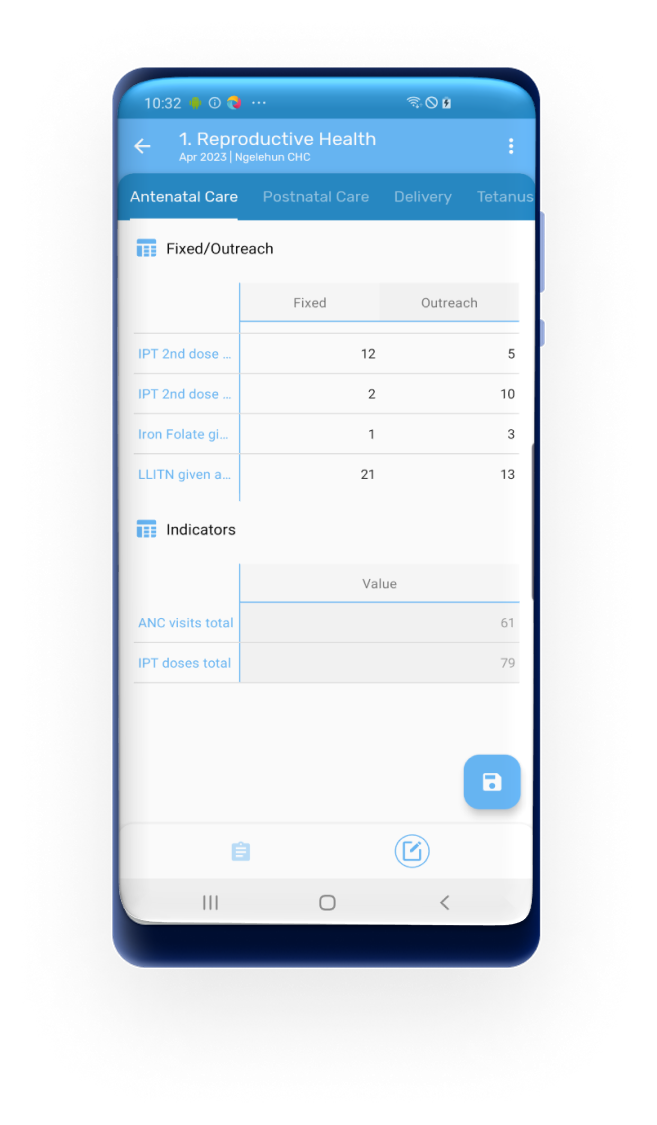 10:32
1. Reproductive Health
Apr 2023 | Ngelehun CHC
Antenatal Care Postnatal Care Delivery Tetanus
Fixed/Outreach
Fixed Outreach
IPT 2nd dose ... 12 5
IPT 2nd dose ... 2 10
Iron Folate gi... 1 3
LLITN given a... 21 13
Indicators
Value
ANC visits total 61
IPT doses total 79